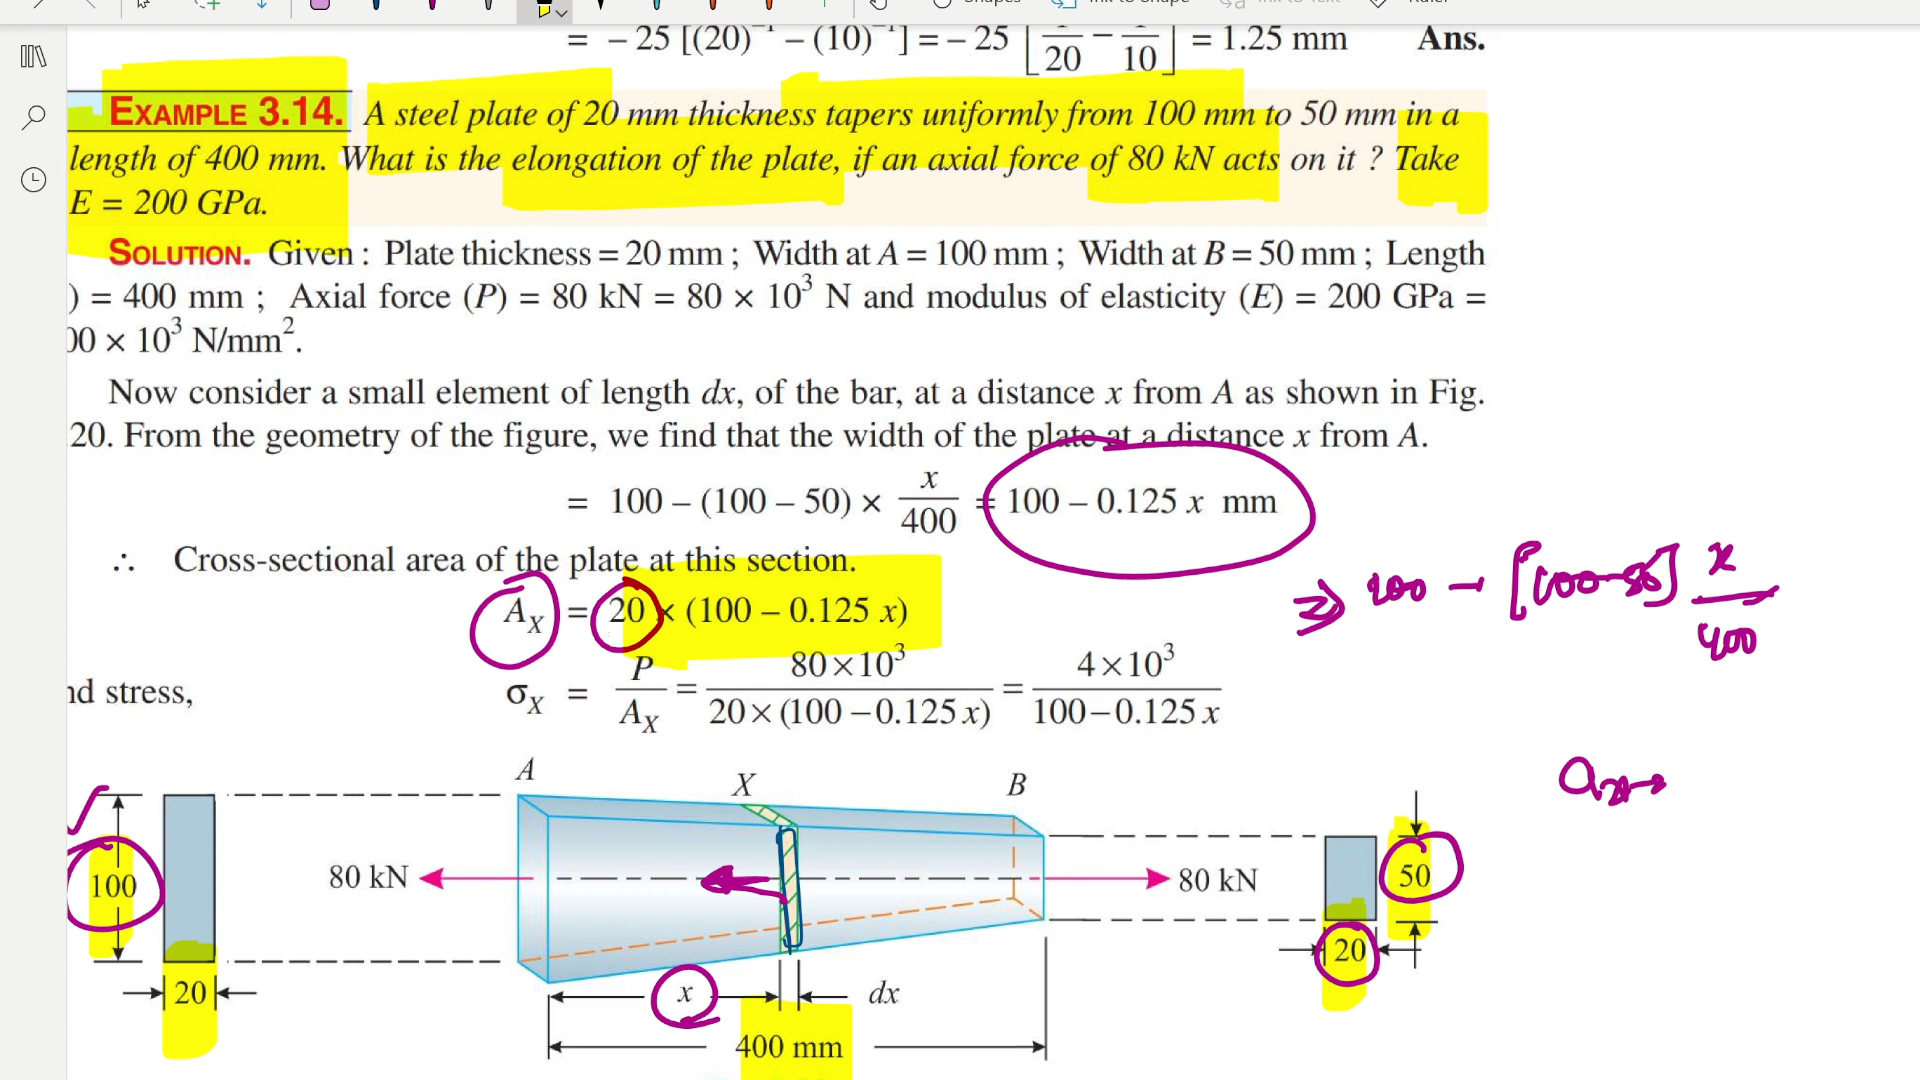 = – 25 [(20)⁻¹ – (10)⁻¹] = – 25 [1/20 – 1/10] = 1.25 mm Ans.
EXAMPLE 3.14. A steel plate of 20 mm thickness tapers uniformly from 100 mm to 50 mm in a
length of 400 mm. What is the elongation of the plate, if an axial force of 80 kN acts on it ? Take
E = 200 GPa.
SOLUTION. Given : Plate thickness = 20 mm ; Width at A = 100 mm ; Width at B = 50 mm ; Length
) = 400 mm ; Axial force (P) = 80 kN = 80 × 10³ N and modulus of elasticity (E) = 200 GPa =
00 × 10³ N/mm².
Now consider a small element of length dx, of the bar, at a distance x from A as shown in Fig.
20. From the geometry of the figure, we find that the width of the plate at a distance x from A.
= 100 – (100 – 50) × x/400 = 100 – 0.125 x mm
∴ Cross-sectional area of the plate at this section.
⇒ 100 – [100-50] x/400
A_X = 20 × (100 – 0.125 x)
nd stress, σ_X = P/A_X = 80×10³/20×(100–0.125x) = 4×10³/100–0.125x
A X B
100 80 kN 80 kN 50
20 20
x dx
400 mm